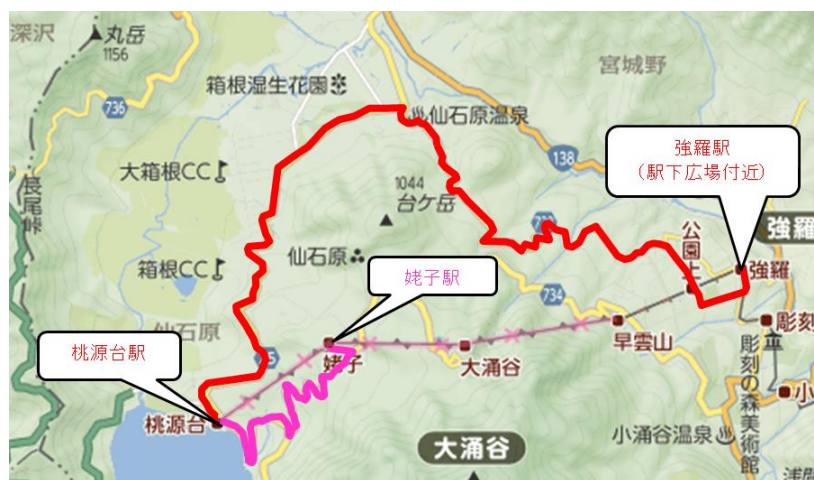 深沢
丸岳
1156
宮城野
箱根湿生花園
736
仙石原温泉
138
強羅駅
(駅下広場付近)
大箱根CC
1044
台ケ岳
長尾峠
公園上
強羅
強羅
仙石原
箱根CC
姥子駅
734
仙石原
彫刻
早雲山
桃源台駅
姥子
大涌谷
彫刻の森美術館
小
桃源台
大涌谷
小涌谷温泉
浅間